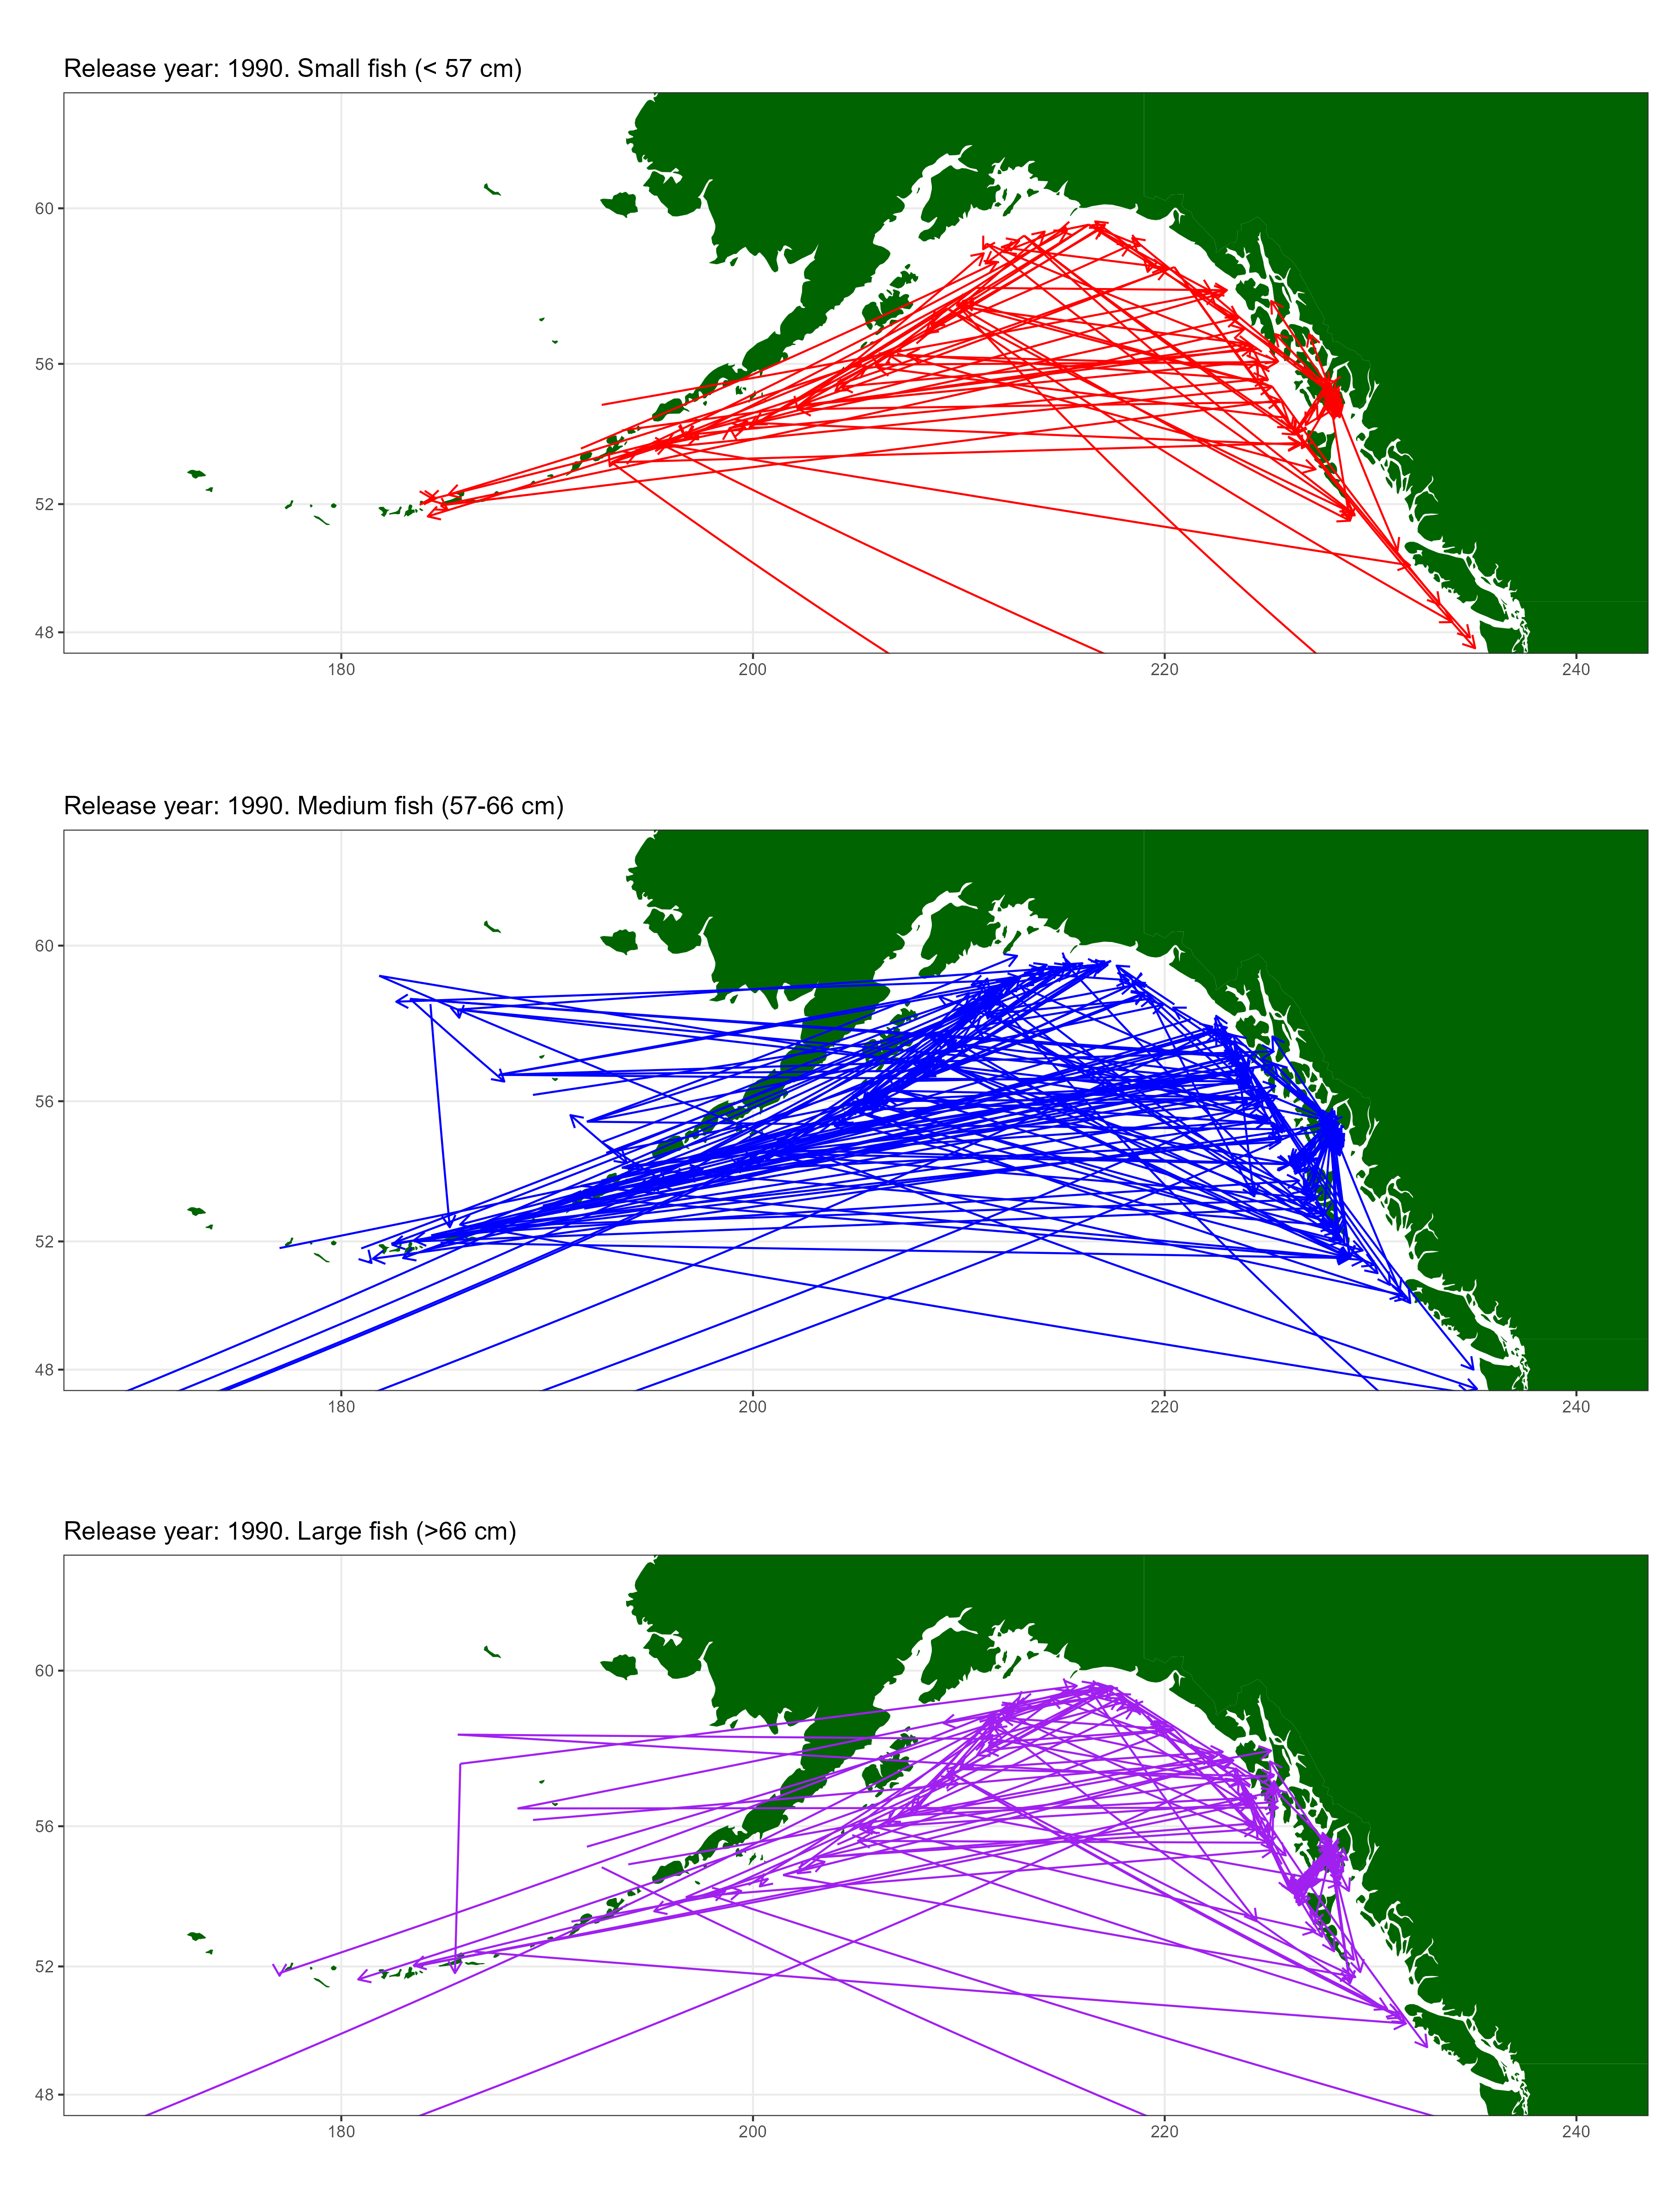 Release year: 1990. Small fish (< 57 cm)
60
56
52
48
180 200 220 240
Release year: 1990. Medium fish (57-66 cm)
60
56
52
48
180 200 220 240
Release year: 1990. Large fish (>66 cm)
60
56
52
48
180 200 220 240